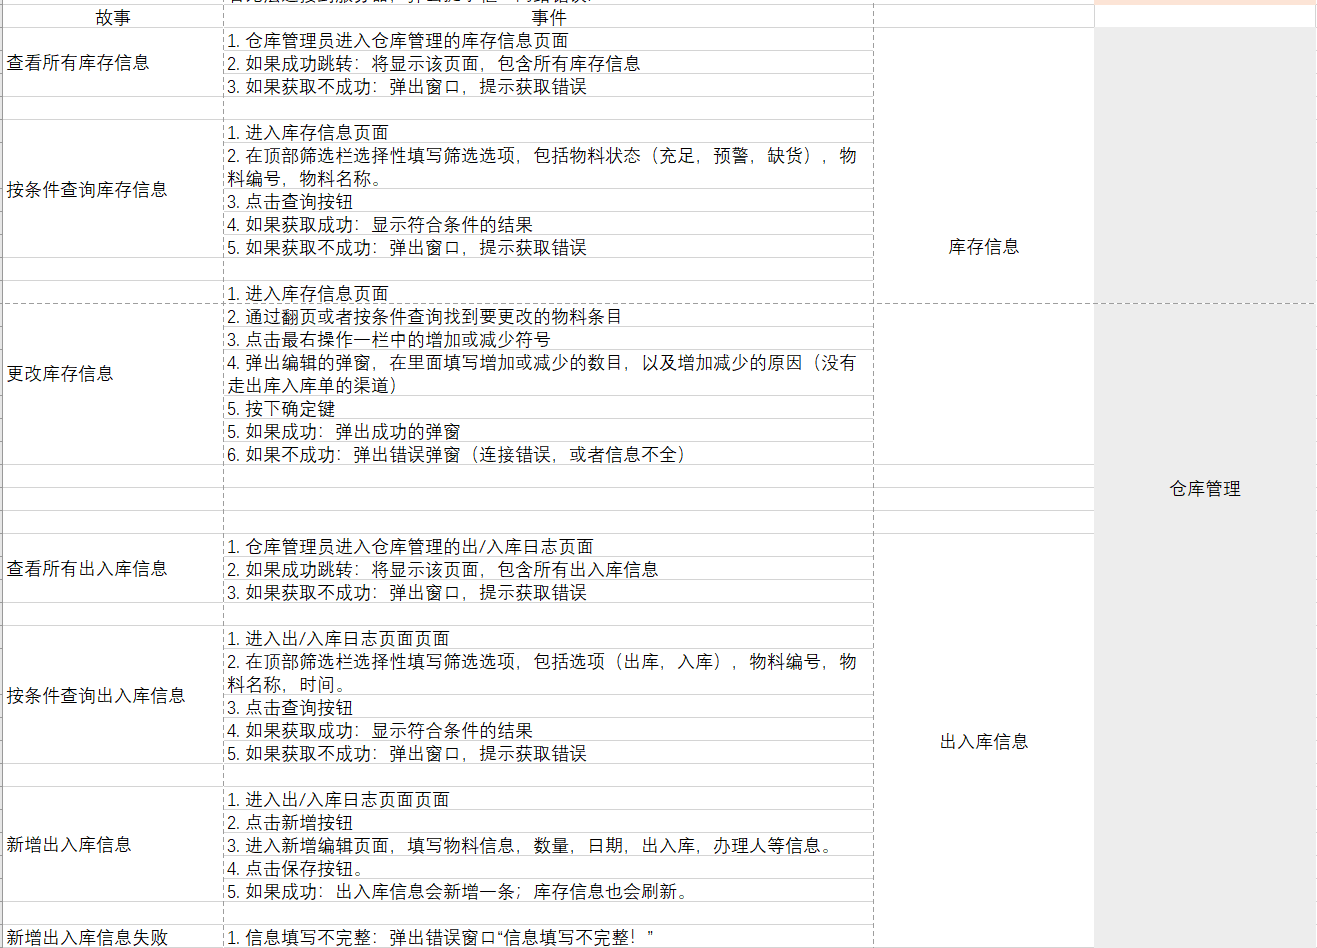 故事
事件
查看所有库存信息
1. 仓库管理员进入仓库管理的库存信息页面
2. 如果成功跳转：将显示该页面，包含所有库存信息
3. 如果获取不成功：弹出窗口，提示获取错误
按条件查询库存信息
1. 进入库存信息页面
2. 在顶部筛选栏选择性填写筛选选项，包括物料状态（充足，预警，缺货），物
料编号，物料名称。
3. 点击查询按钮
4. 如果获取成功：显示符合条件的结果
5. 如果获取不成功：弹出窗口，提示获取错误
库存信息
更改库存信息
1. 进入库存信息页面
2. 通过翻页或者按条件查询找到要更改的物料条目
3. 点击最右操作一栏中的增加或减少符号
4. 弹出编辑的弹窗，在里面填写增加或减少的数目，以及增加减少的原因（没有
走出库入库单的渠道）
5. 按下确定键
5. 如果成功：弹出成功的弹窗
6. 如果不成功：弹出错误弹窗（连接错误，或者信息不全）
仓库管理
查看所有出入库信息
1. 仓库管理员进入仓库管理的出/入库日志页面
2. 如果成功跳转：将显示该页面，包含所有出入库信息
3. 如果获取不成功：弹出窗口，提示获取错误
按条件查询出入库信息
1. 进入出/入库日志页面页面
2. 在顶部筛选栏选择性填写筛选选项，包括选项（出库，入库），物料编号，物
料名称，时间。
3. 点击查询按钮
4. 如果获取成功：显示符合条件的结果
5. 如果获取不成功：弹出窗口，提示获取错误
出入库信息
新增出入库信息
1. 进入出/入库日志页面页面
2. 点击新增按钮
3. 进入新增编辑页面，填写物料信息，数量，日期，出入库，办理人等信息。
4. 点击保存按钮。
5. 如果成功：出入库信息会新增一条；库存信息也会刷新。
新增出入库信息失败
1. 信息填写不完整：弹出错误窗口“信息填写不完整！”